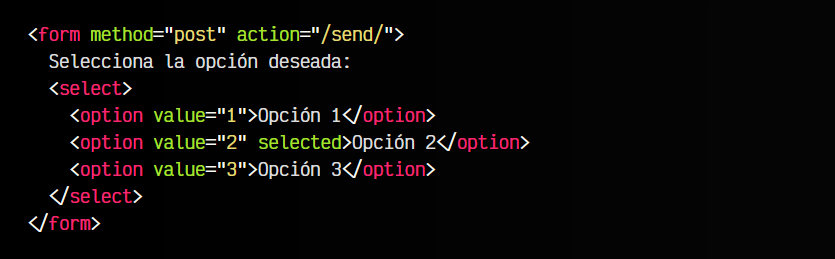 <form method="post" action="/send/">
  Selecciona la opción deseada:
  <select>
    <option value="1">Opción 1</option>
    <option value="2" selected>Opción 2</option>
    <option value="3">Opción 3</option>
  </select>
</form>